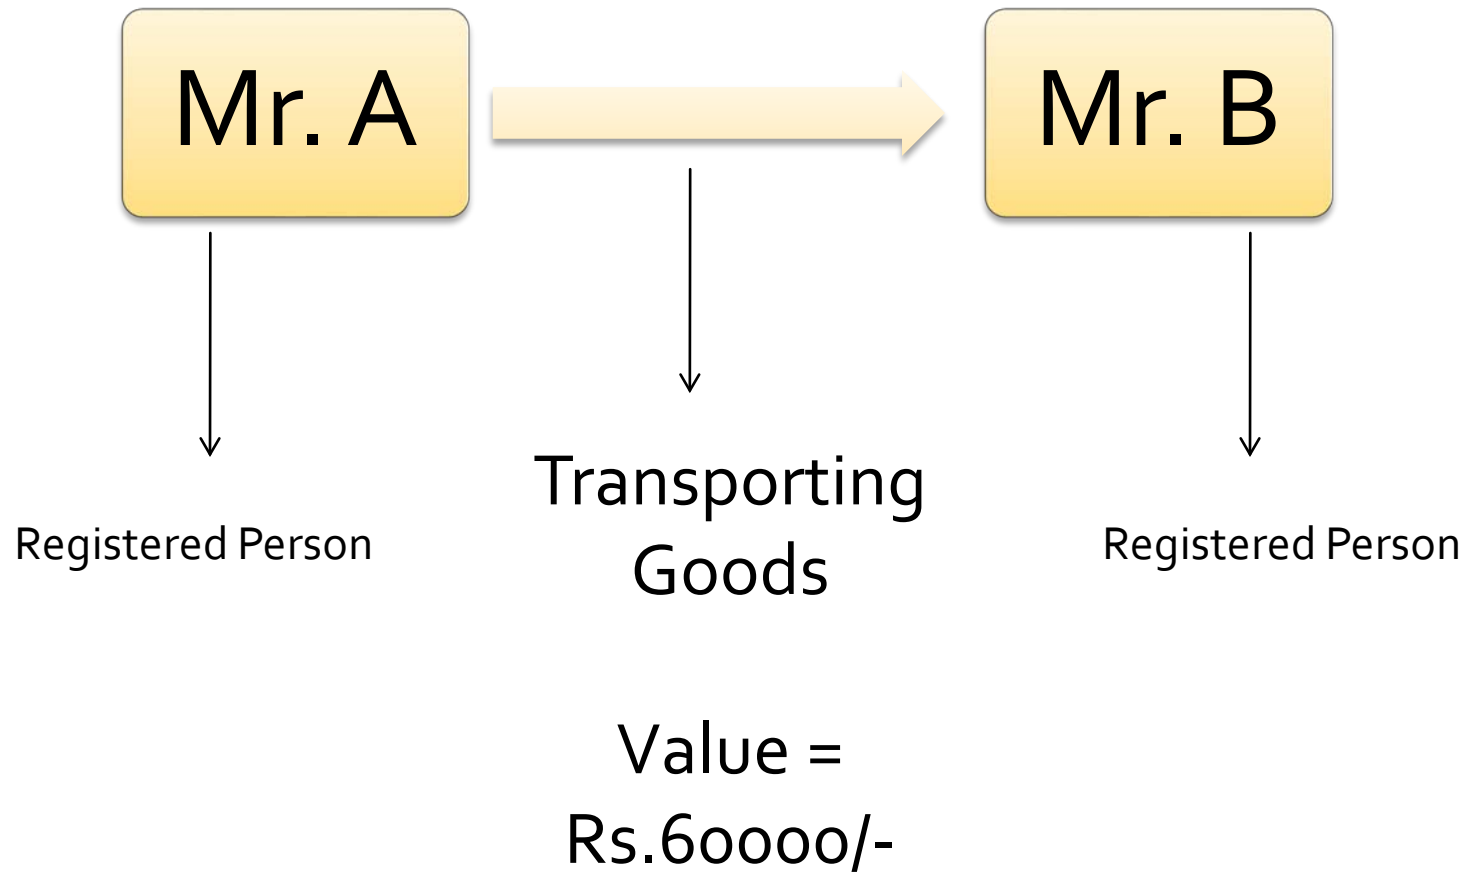 Mr. A
Mr. B
Registered Person
Transporting
Goods
Registered Person
Value =
Rs.60000/-